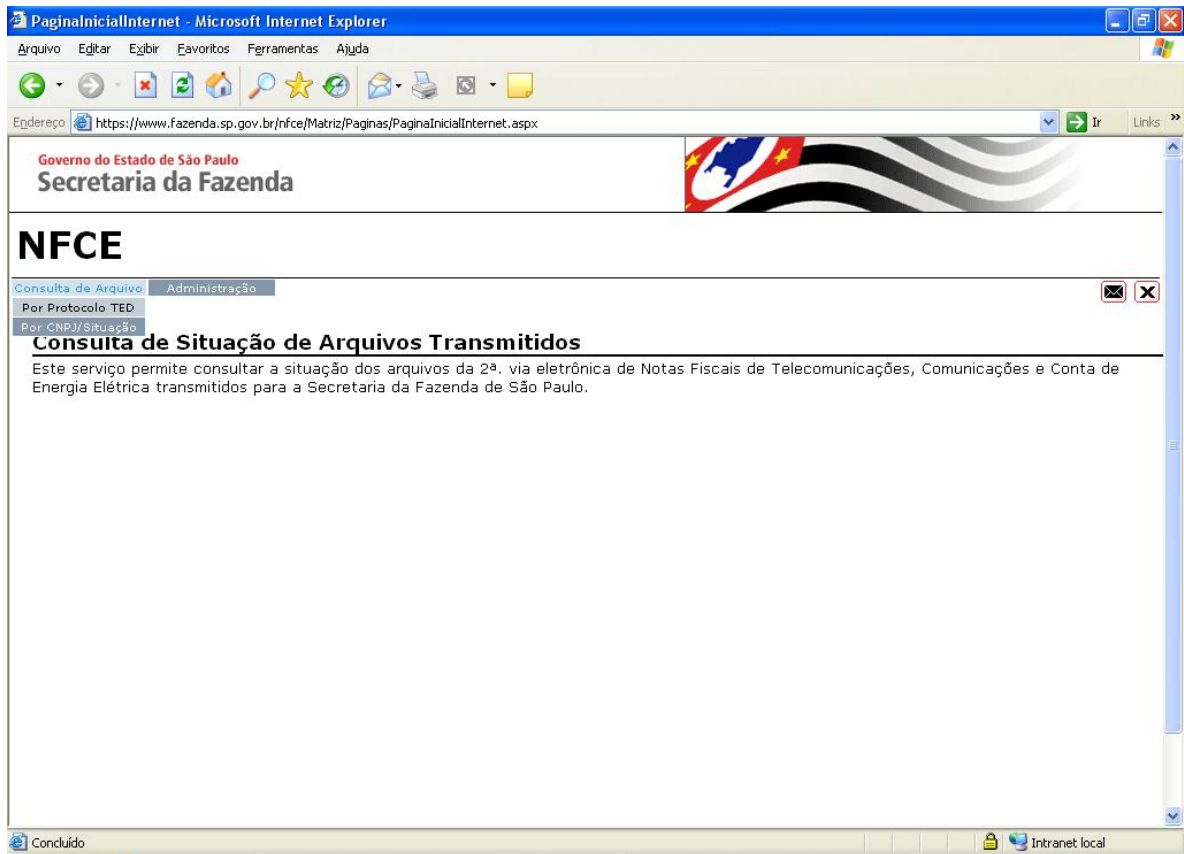 PaginaInicialInternet - Microsoft Internet Explorer
Arquivo Editar Exibir Favoritos Ferramentas Ajuda
Endereço https://www.fazenda.sp.gov.br/nfce/Matriz/Paginas/PaginaInicialInternet.aspx Ir Links »
Governo do Estado de São Paulo
Secretaria da Fazenda
NFCE
Consulta de Arquivo Administração
Por Protocolo TED
Por CNPJ/Situação
Consulta de Situação de Arquivos Transmitidos
Este serviço permite consultar a situação dos arquivos da 2ª. via eletrônica de Notas Fiscais de Telecomunicações, Comunicações e Conta de
Energia Elétrica transmitidos para a Secretaria da Fazenda de São Paulo.
Concluído Intranet local